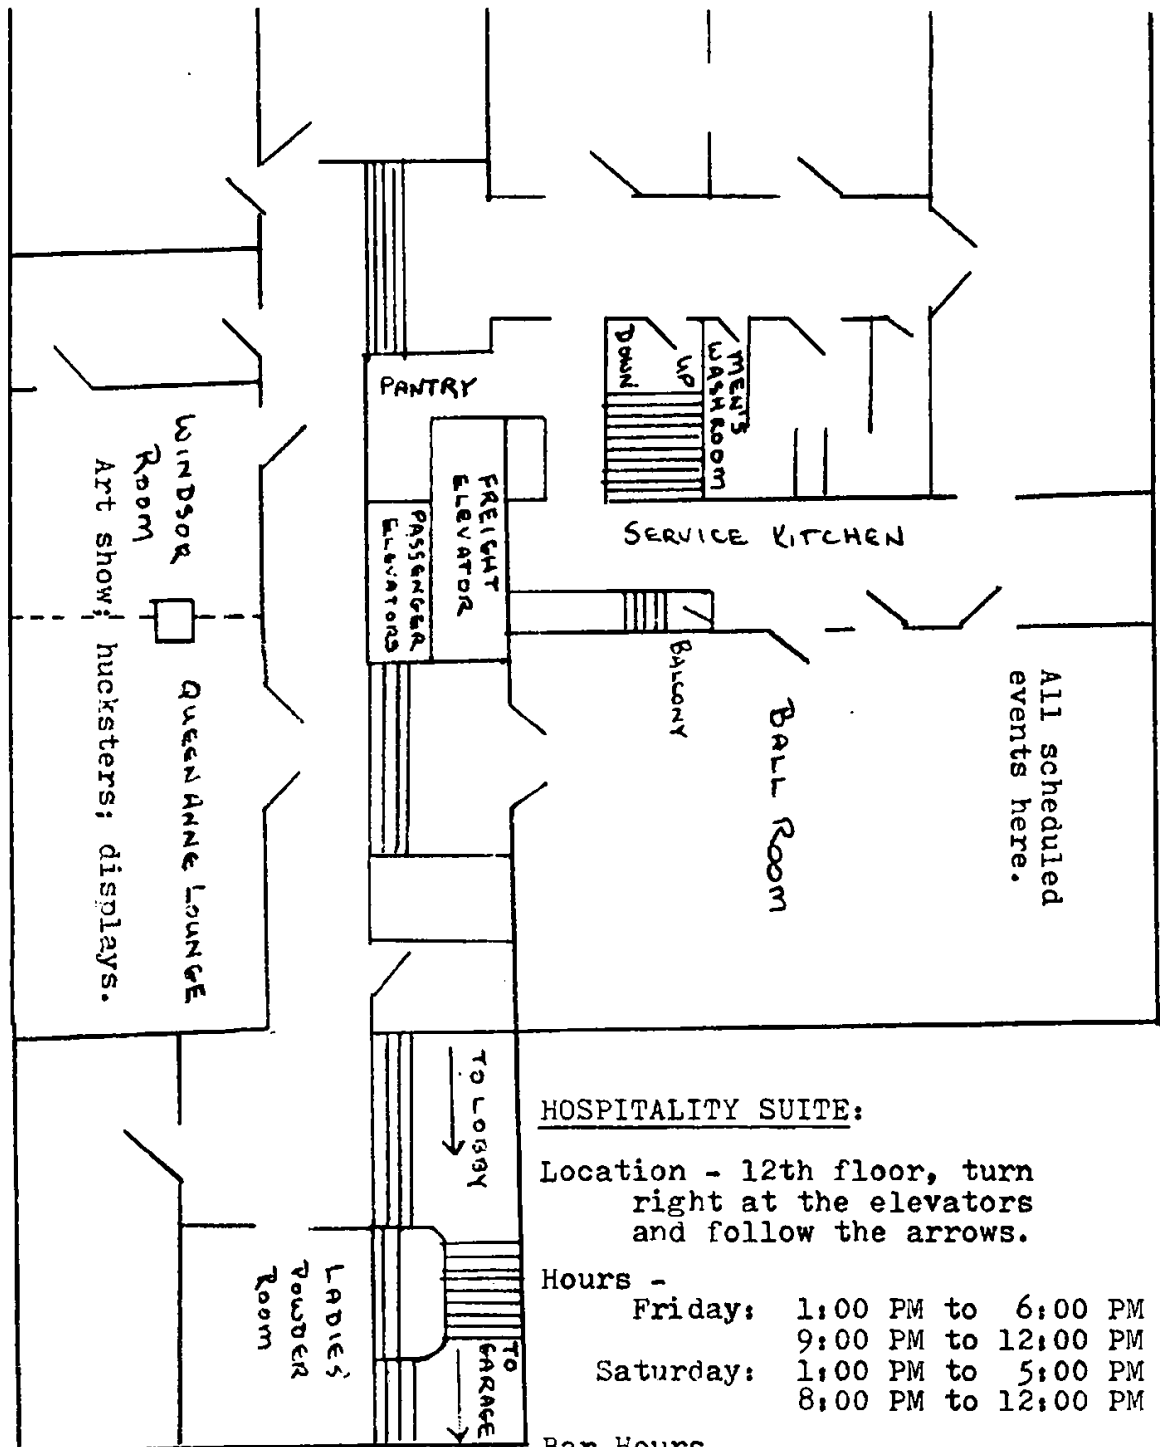 PANTRY
DOWN
UP
MEN'S
WASHROOM
WINDSOR
ROOM
Art show; hucksters; displays.
FREIGHT
ELEVATOR
PASSENGER
ELEVATORS
SERVICE KITCHEN
BALCONY
BALL ROOM
All scheduled
events here.
QUEEN ANNE LOUNGE
TO LOBBY
LADIES'
POWDER
ROOM
TO
GARAGE
HOSPITALITY SUITE:
Location - 12th floor, turn
right at the elevators
and follow the arrows.
Hours -
Friday: 1:00 PM to 6:00 PM
9:00 PM to 12:00 PM
Saturday: 1:00 PM to 5:00 PM
8:00 PM to 12:00 PM
Bar Hours